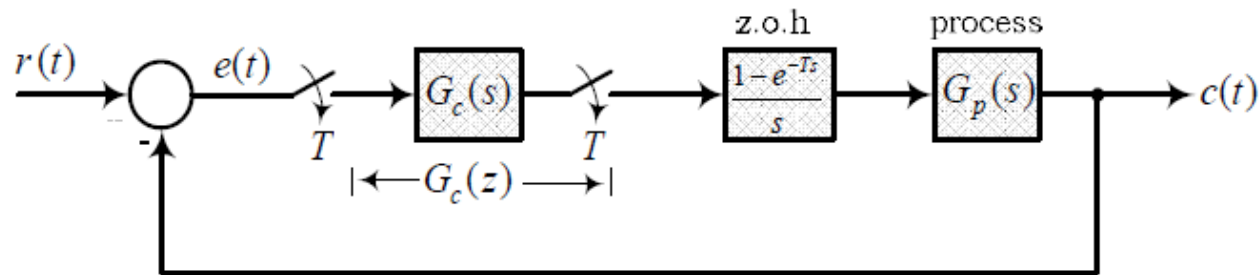 z.o.h
process
r(t)
e(t)
T
G_c(s)
T
1-e^{-Ts}
s
G_p(s)
c(t)
-
G_c(z)